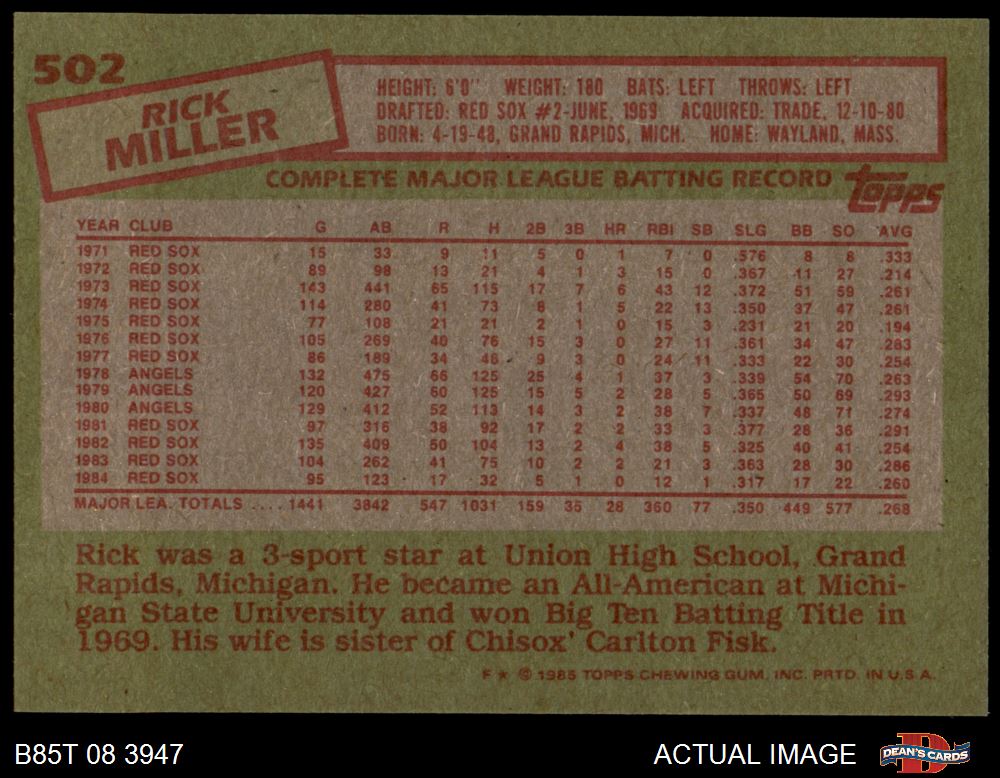 502
RICK
MILLER
HEIGHT: 6'0" WEIGHT: 180 BATS: LEFT THROWS: LEFT
DRAFTED: RED SOX #2-JUNE, 1969 ACQUIRED: TRADE, 12-10-80
BORN: 4-19-48, GRAND RAPIDS, MICH. HOME: WAYLAND, MASS.
COMPLETE MAJOR LEAGUE BATTING RECORD topps
YEAR CLUB G AB R H 2B 3B HR RBI SB SLG BB SO AVG
1971 RED SOX 15 33 9 11 5 0 1 7 0 .576 8 8 .333
1972 RED SOX 89 98 13 21 4 1 3 15 0 .367 11 27 .214
1973 RED SOX 143 441 65 115 17 7 6 43 12 .372 51 59 .261
1974 RED SOX 114 280 41 73 8 1 5 22 13 .350 37 47 .261
1975 RED SOX 77 108 21 21 2 1 0 15 3 .231 21 20 .194
1976 RED SOX 105 269 40 76 15 3 0 27 11 .361 34 47 .283
1977 RED SOX 86 189 34 48 9 3 0 24 11 .333 22 30 .254
1978 ANGELS 132 475 66 125 25 4 1 37 3 .339 54 70 .263
1979 ANGELS 120 427 60 125 15 5 2 28 5 .365 50 69 .293
1980 ANGELS 129 412 52 113 14 3 2 38 7 .337 48 71 .274
1981 RED SOX 97 316 38 92 17 2 2 33 3 .377 28 36 .291
1982 RED SOX 135 409 50 104 13 2 4 38 5 .325 40 41 .254
1983 RED SOX 104 262 41 75 10 2 2 21 3 .363 28 30 .286
1984 RED SOX 95 123 17 32 5 1 0 12 1 .317 17 22 .260
MAJOR LEA. TOTALS .... 1441 3842 547 1031 159 35 28 360 77 .350 449 577 .268
Rick was a 3-sport star at Union High School, Grand
Rapids, Michigan. He became an All-American at Michi-
gan State University and won Big Ten Batting Title in
1969. His wife is sister of Chisox' Carlton Fisk.
F * © 1985 TOPPS CHEWING GUM, INC. PRTD. IN U.S.A.
B85T 08 3947 ACTUAL IMAGE D DEAN'S CARDS